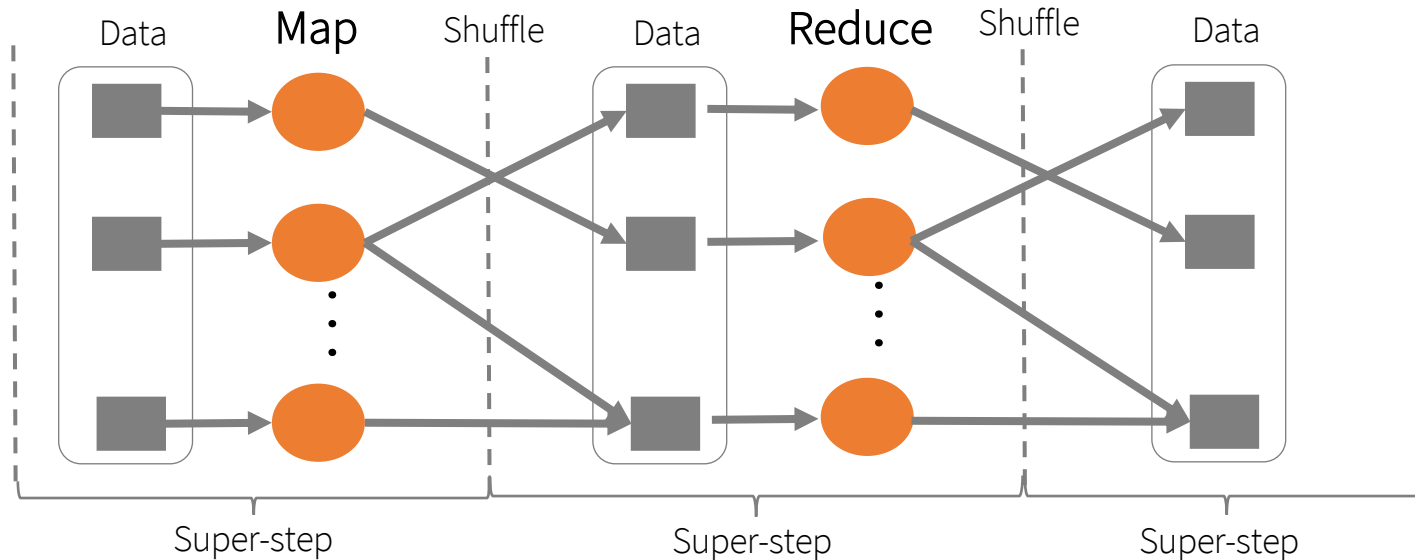 Data
Map
Shuffle
Data
Reduce
Shuffle
Data
Super-step
Super-step
Super-step